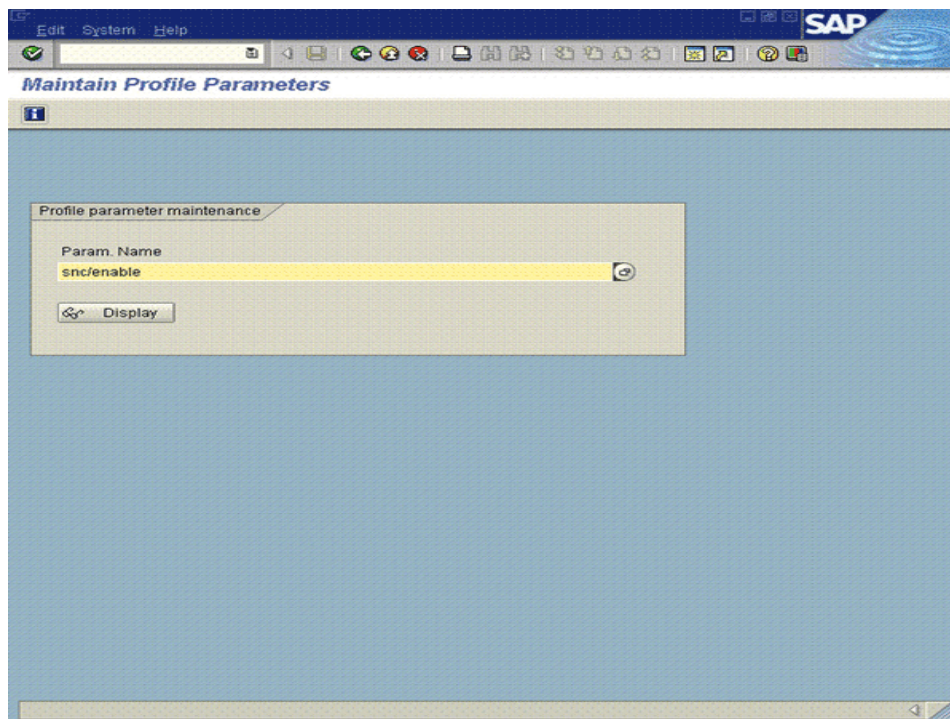 Edit System Help
SAP
Maintain Profile Parameters
Profile parameter maintenance
Param. Name
snc/enable
Display